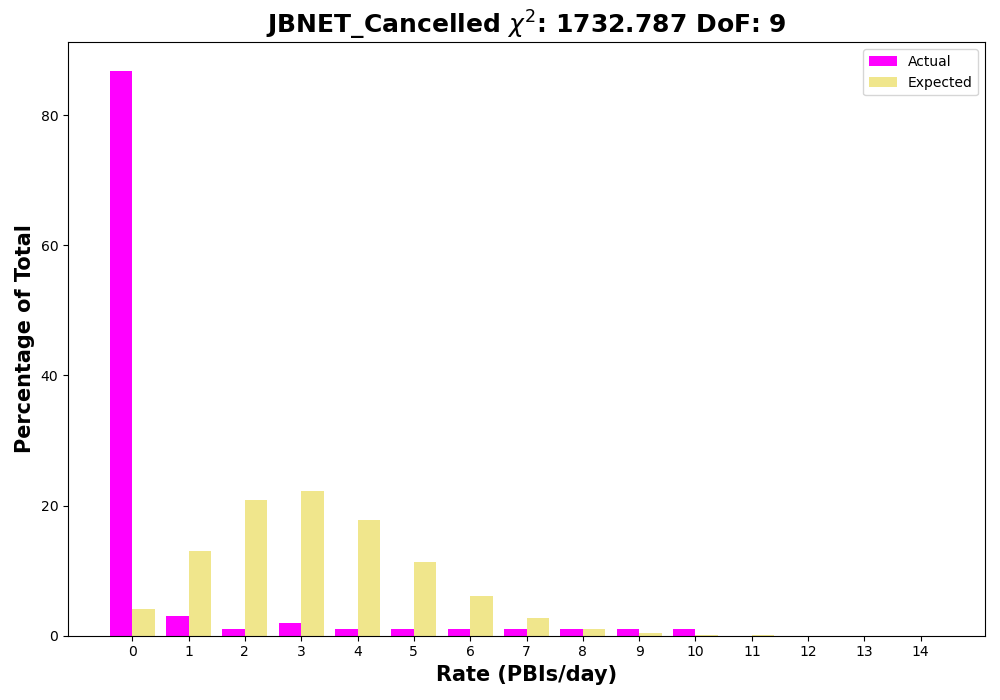 JBNET_Cancelled χ²: 1732.787 DoF: 9
Actual
Expected
Percentage of Total
80
60
40
20
0
0 1 2 3 4 5 6 7 8 9 10 11 12 13 14
Rate (PBIs/day)